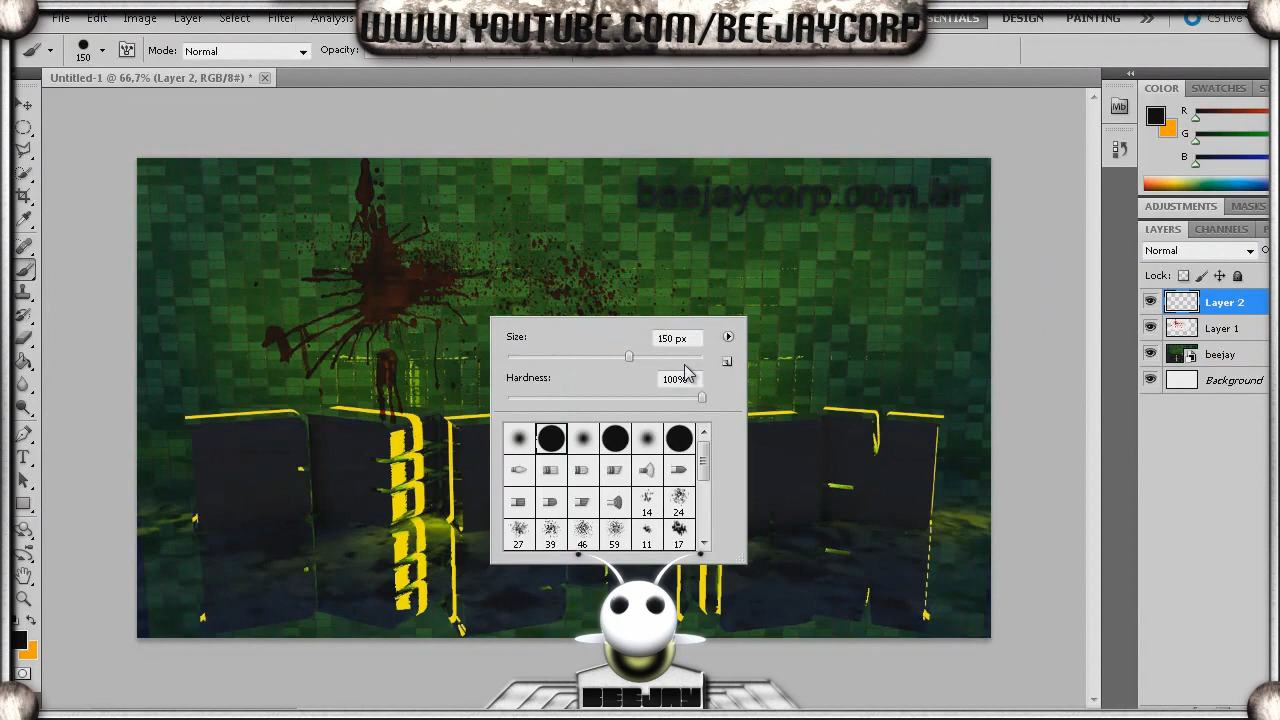 Edit Image Layer Select Filter Analysis
WWW.YOUTUBE.COM/BEEJAYCORP
ESSENTIALS DESIGN PAINTING >> CS Live
150 Mode: Normal Opacity:
Untitled-1 @ 66,7% (Layer 2, RGB/8#) *
COLOR SWATCHES
Mb
R
G
B
beejaycorp.com.br
ADJUSTMENTS MASKS
LAYERS CHANNELS
Normal
Lock:
Layer 2
Layer 1
beejay
Background
Size: 150 px
Hardness: 100%
14 24
27 39 46 59 11 17
BEEJAY